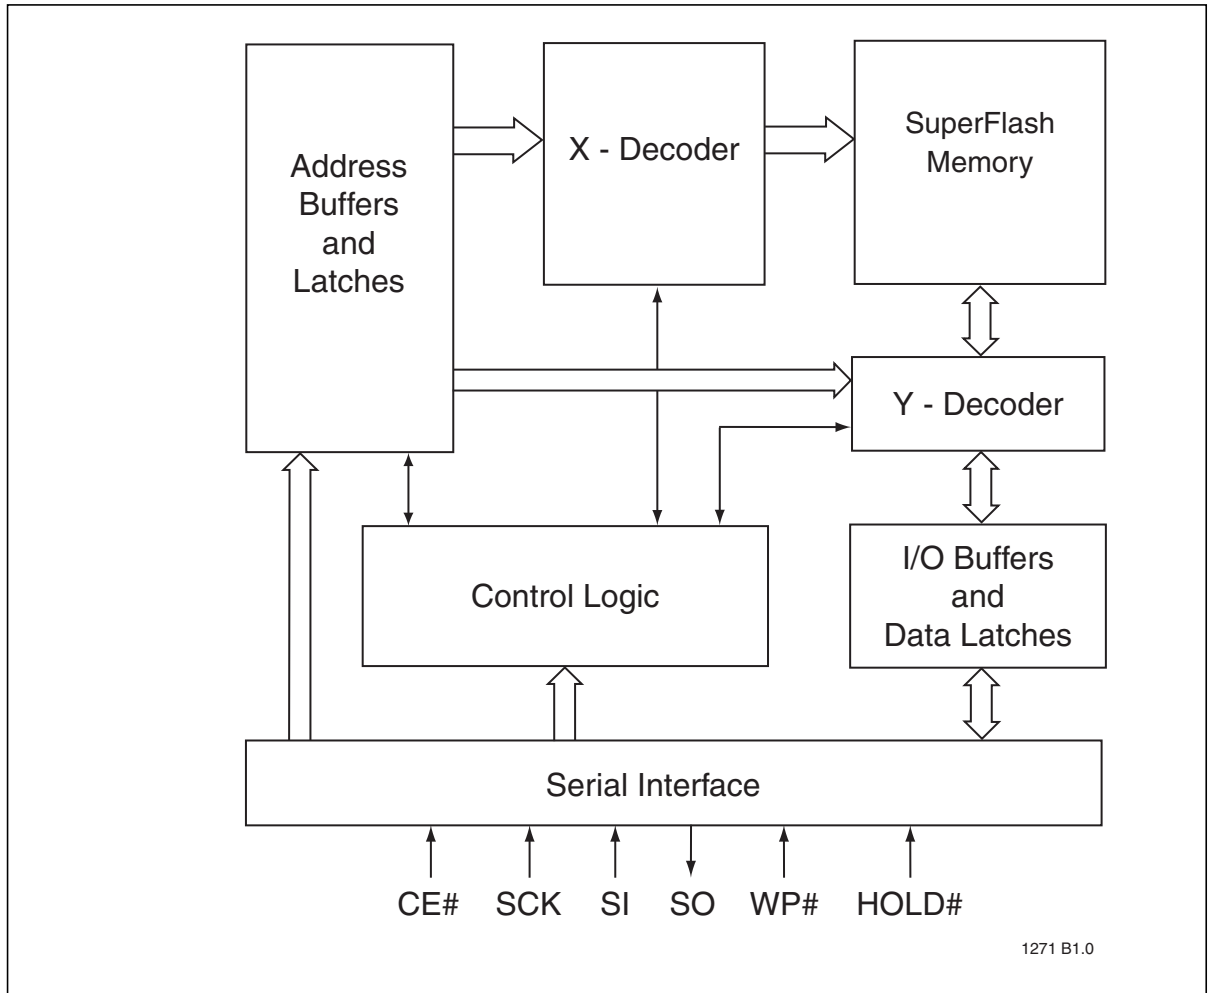 Address
Buffers
and
Latches
X - Decoder
SuperFlash
Memory
Y - Decoder
Control Logic
I/O Buffers
and
Data Latches
Serial Interface
CE# SCK SI SO WP# HOLD#
1271 B1.0